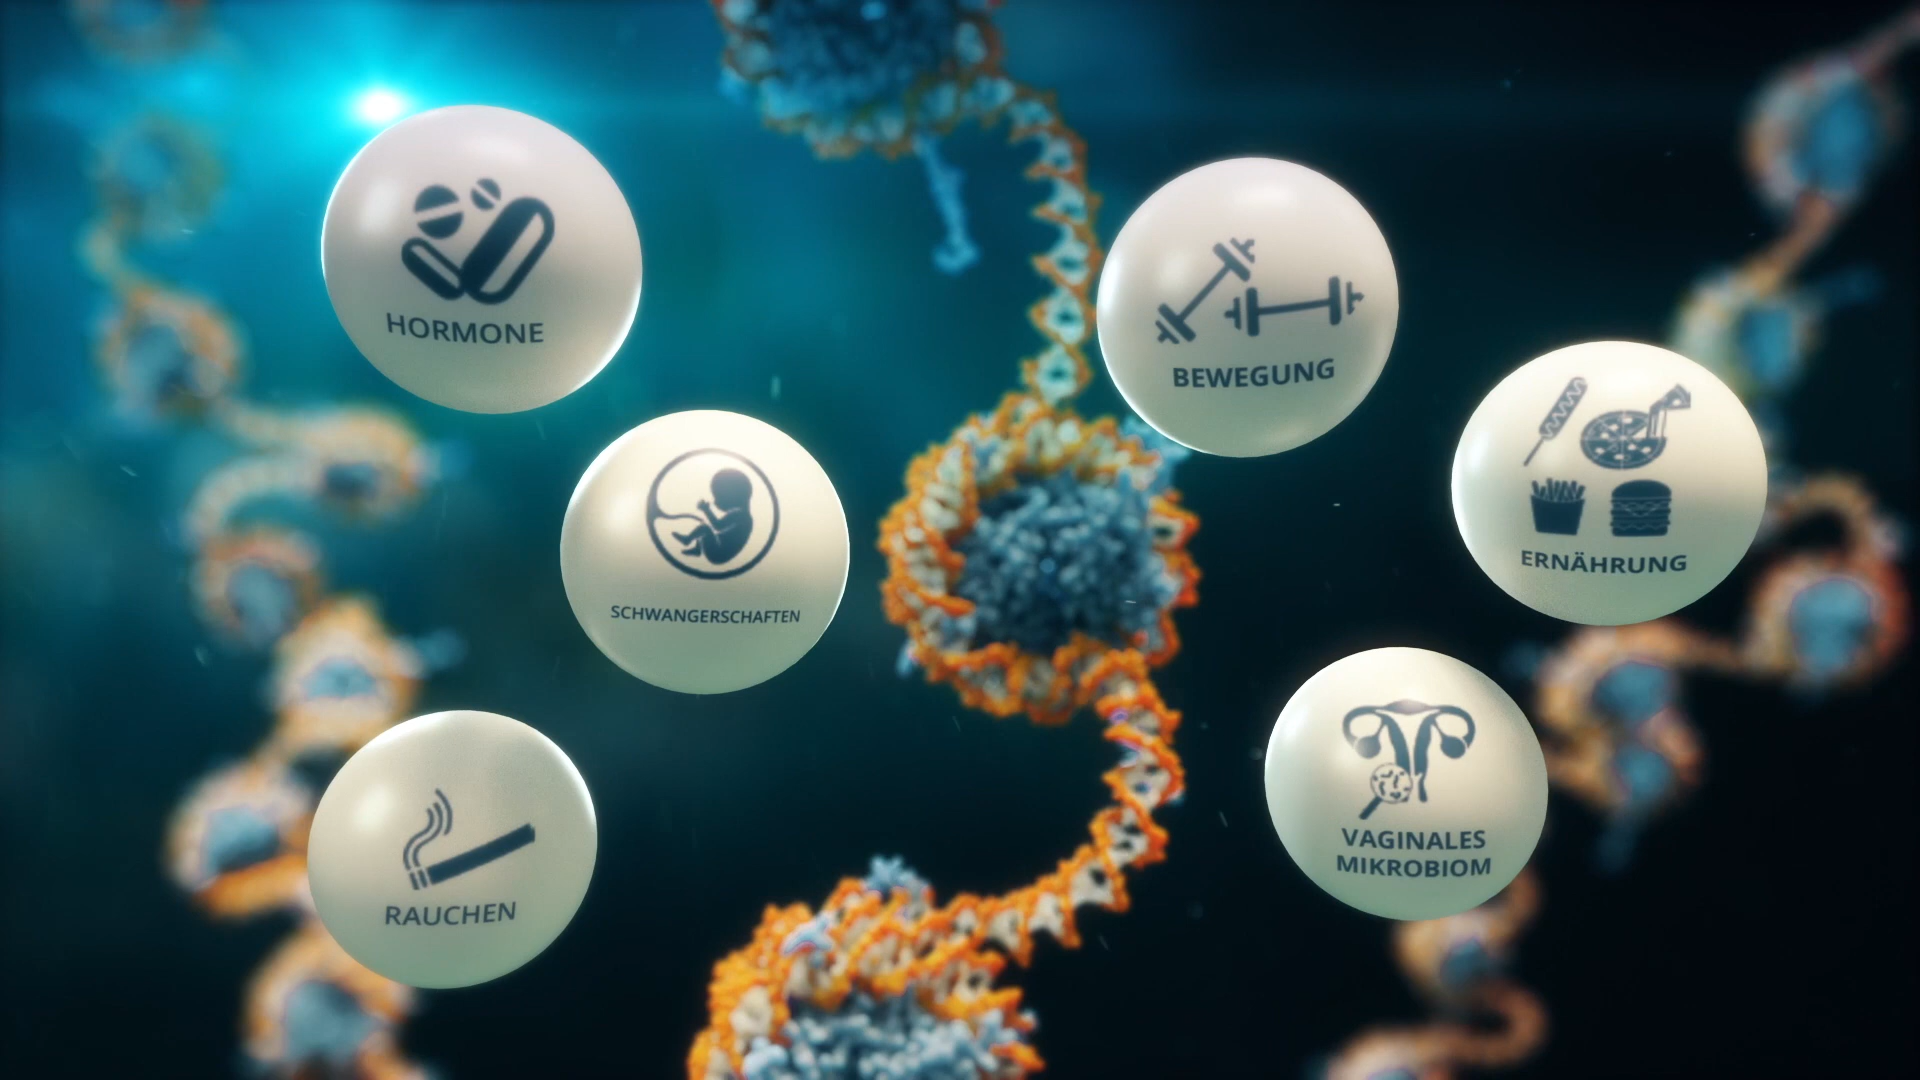 HORMONE
BEWEGUNG
ERNÄHRUNG
SCHWANGERSCHAFTEN
VAGINALES
MIKROBIOM
RAUCHEN